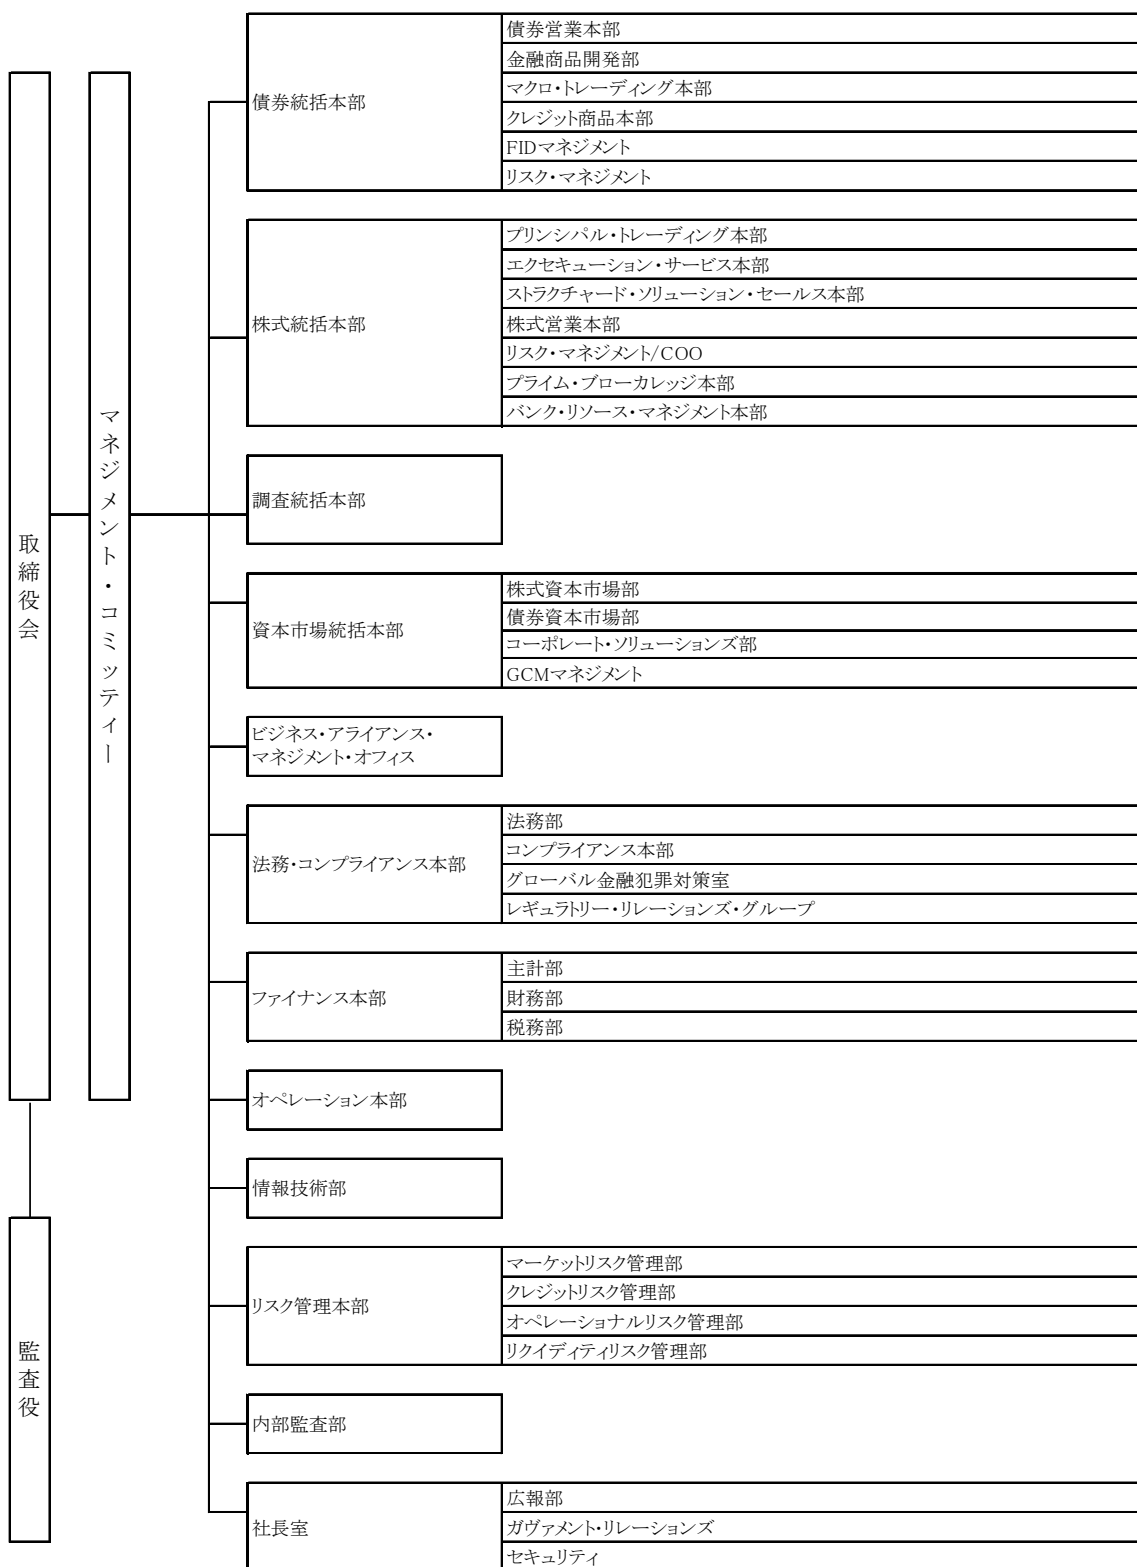 取締役会
監査役
マネジメント・コミッティー
債券統括本部
債券営業本部
金融商品開発部
マクロ・トレーディング本部
クレジット商品本部
FIDマネジメント
リスク・マネジメント
株式統括本部
プリンシパル・トレーディング本部
エクセキューション・サービス本部
ストラクチャード・ソリューション・セールス本部
株式営業本部
リスク・マネジメント/COO
プライム・ブローカレッジ本部
バンク・リソース・マネジメント本部
調査統括本部
資本市場統括本部
株式資本市場部
債券資本市場部
コーポレート・ソリューションズ部
GCMマネジメント
ビジネス・アライアンス・
マネジメント・オフィス
法務・コンプライアンス本部
法務部
コンプライアンス本部
グローバル金融犯罪対策室
レギュラトリー・リレーションズ・グループ
ファイナンス本部
主計部
財務部
税務部
オペレーション本部
情報技術部
リスク管理本部
マーケットリスク管理部
クレジットリスク管理部
オペレーショナルリスク管理部
リクイディティリスク管理部
内部監査部
社長室
広報部
ガヴァメント・リレーションズ
セキュリティ